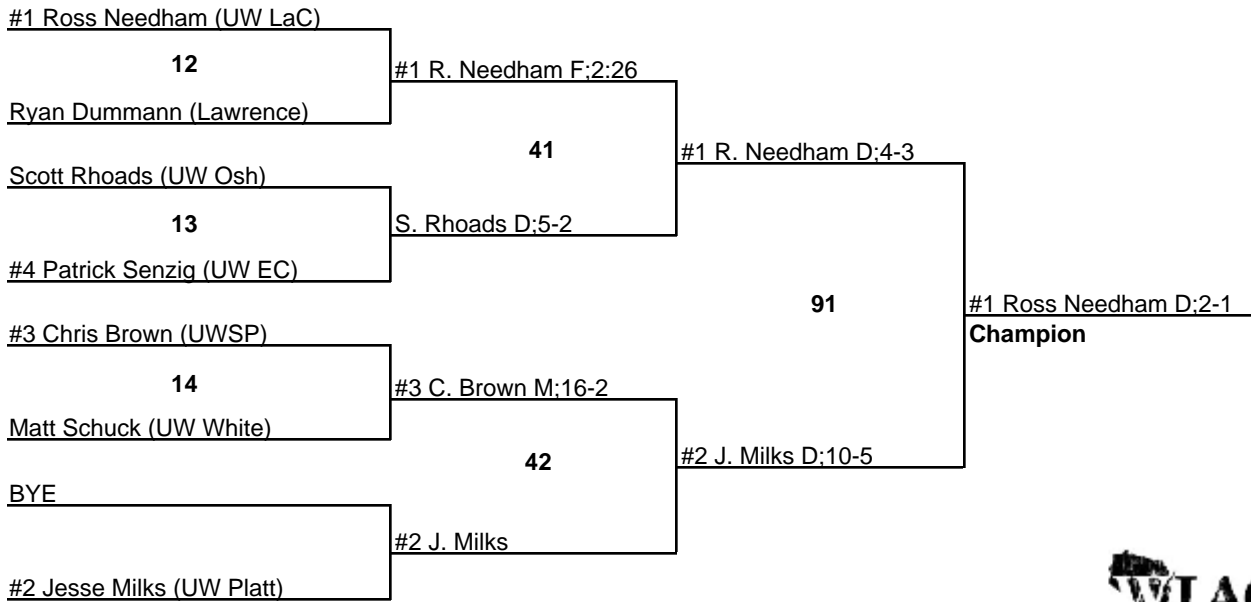 #1 Ross Needham (UW LaC)
12
#1 R. Needham F;2:26
Ryan Dummann (Lawrence)
41
#1 R. Needham D;4-3
Scott Rhoads (UW Osh)
13
S. Rhoads D;5-2
#4 Patrick Senzig (UW EC)
91
#1 Ross Needham D;2-1
Champion
#3 Chris Brown (UWSP)
14
#3 C. Brown M;16-2
Matt Schuck (UW White)
42
#2 J. Milks D;10-5
BYE
#2 J. Milks
#2 Jesse Milks (UW Platt)